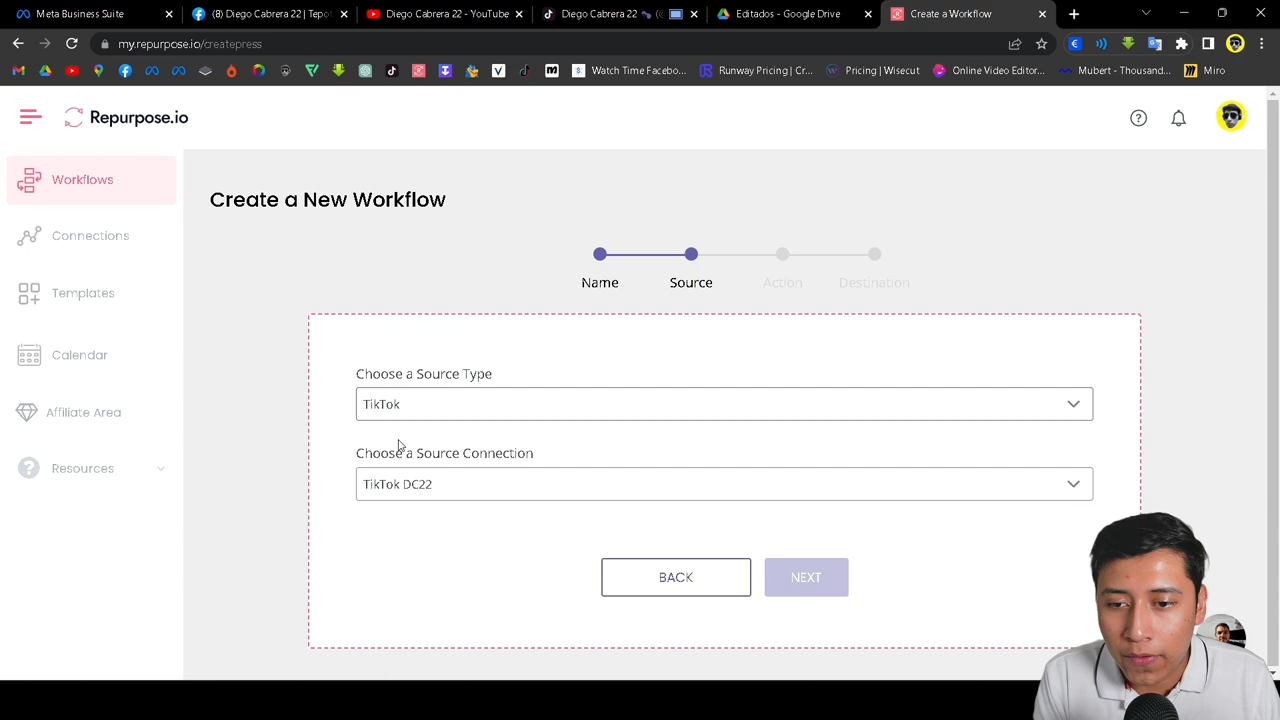 Meta Business Suite
(8) Diego Cabrera 22 | Tepot
Diego Cabrera 22 - YouTube
Diego Cabrera 22
Editados - Google Drive
Create a Workflow
my.repurpose.io/createpress
Watch Time Facebo...
Runway Pricing | Cr...
Pricing | Wisecut
Online Video Editor...
Mubert - Thousand...
Miro
Repurpose.io
Workflows
Connections
Templates
Calendar
Affiliate Area
Resources
Create a New Workflow
Name
Source
Action
Destination
Choose a Source Type
TikTok
Choose a Source Connection
TikTok DC22
BACK
NEXT